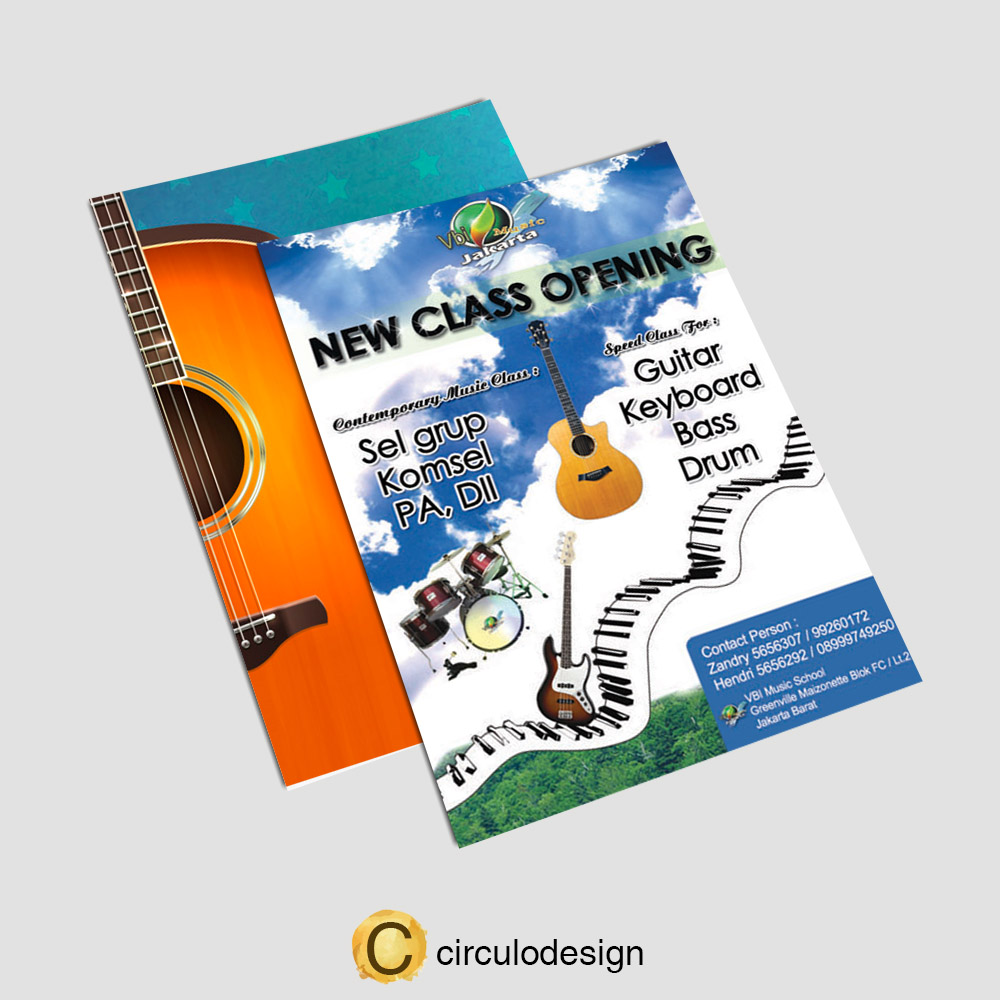 Vbi Music
Jakarta
NEW CLASS OPENING
Contemporary Music Class :
Sel grup
Komsel
PA, Dll
Speed Class For :
Guitar
Keyboard
Bass
Drum
Contact Person :
Zandry 5656307 / 99260172
Hendri 5656292 / 08999749250
VBI Music School
Greenville Maizonette Blok FC / Lt.2
Jakarta Barat
C circulodesign